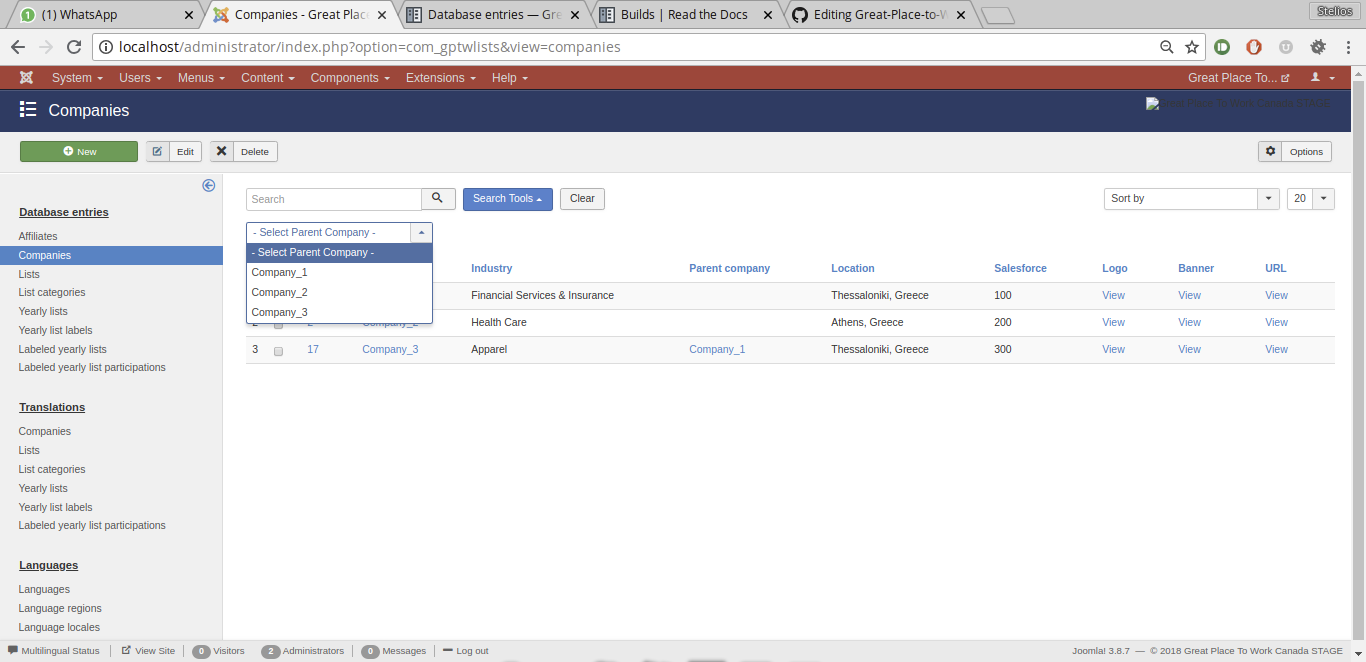 (1) WhatsApp
Companies - Great Plac
Database entries — Gre
Builds | Read the Docs
Editing Great-Place-to-W
Stelios
localhost/administrator/index.php?option=com_gptwlists&view=companies
System Users Menus Content Components Extensions Help Great Place To...
Companies
Great Place To Work Canada STAGE
New Edit Delete Options
Search Search Tools Clear Sort by 20
- Select Parent Company -
- Select Parent Company -
Company_1
Company_2
Company_3
Industry Parent company Location Salesforce Logo Banner URL
Financial Services & Insurance Thessaloniki, Greece 100 View View View
2 2 Company_2 Health Care Athens, Greece 200 View View View
3 17 Company_3 Apparel Company_1 Thessaloniki, Greece 300 View View View
Database entries
Affiliates
Companies
Lists
List categories
Yearly lists
Yearly list labels
Labeled yearly lists
Labeled yearly list participations
Translations
Companies
Lists
List categories
Yearly lists
Yearly list labels
Labeled yearly list participations
Languages
Languages
Language regions
Language locales
Multilingual Status View Site 0 Visitors 2 Administrators 0 Messages Log out Joomla! 3.8.7 — © 2018 Great Place To Work Canada STAGE